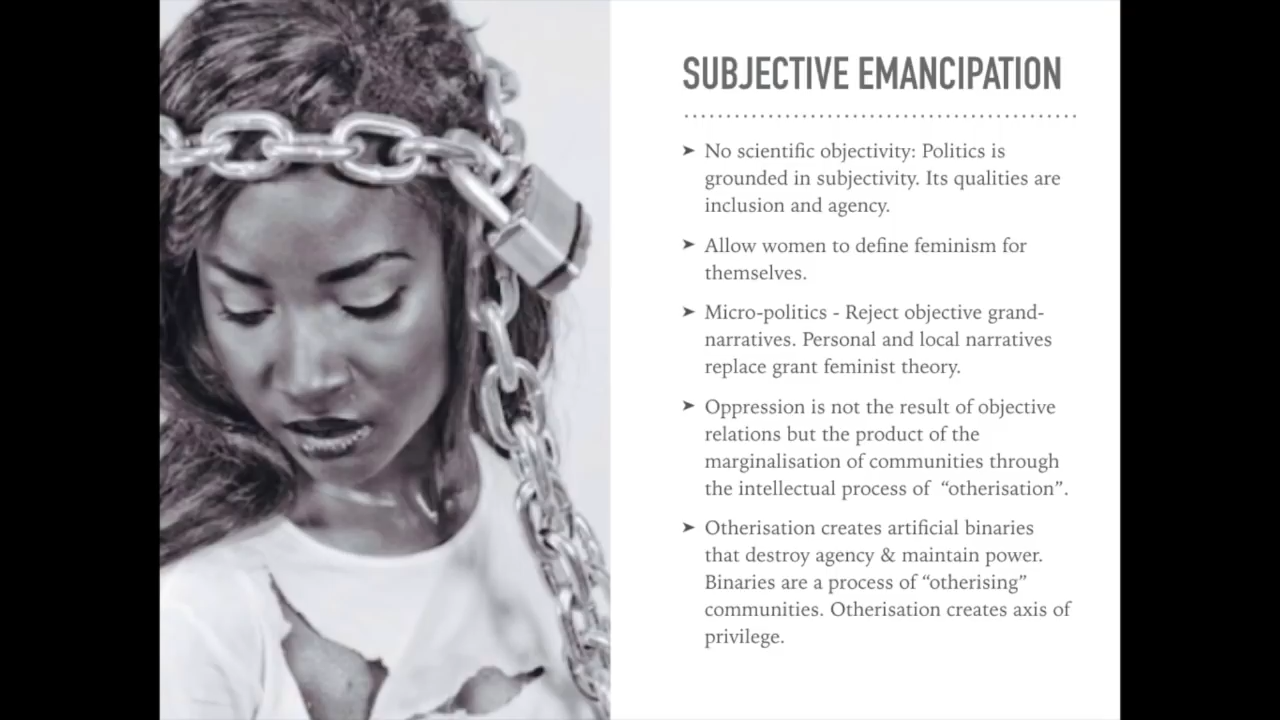 SUBJECTIVE EMANCIPATION
➤ No scientific objectivity: Politics is
grounded in subjectivity. Its qualities are
inclusion and agency.
➤ Allow women to define feminism for
themselves.
➤ Micro-politics - Reject objective grand-
narratives. Personal and local narratives
replace grant feminist theory.
➤ Oppression is not the result of objective
relations but the product of the
marginalisation of communities through
the intellectual process of “otherisation”.
➤ Otherisation creates artificial binaries
that destroy agency & maintain power.
Binaries are a process of “otherising”
communities. Otherisation creates axis of
privilege.